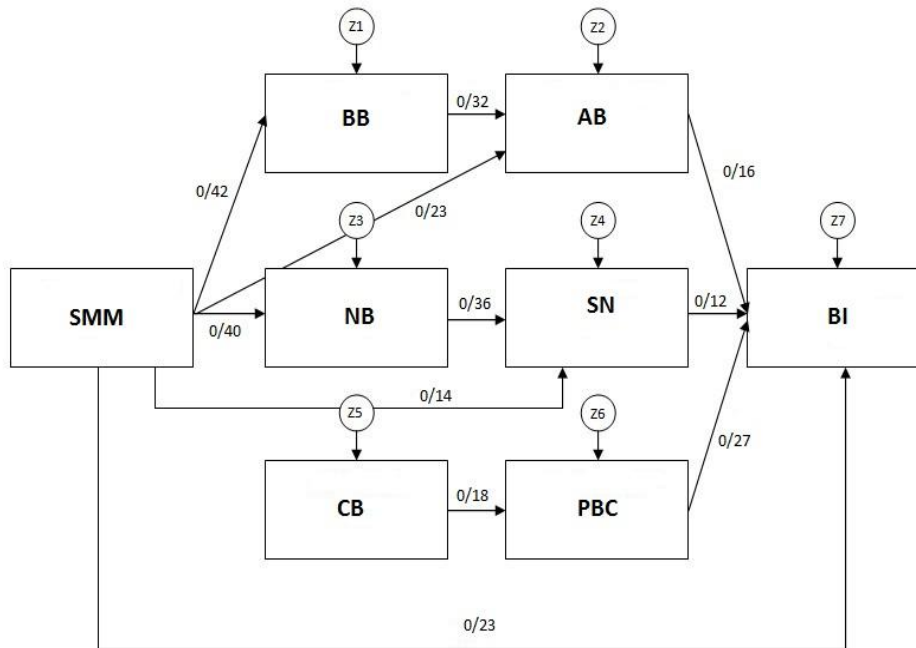 Z1
Z2
BB
0/32
AB
0/42
0/23
0/16
Z3
Z4
Z7
SMM
0/40
NB
0/36
SN
0/12
BI
0/14
Z5
Z6
0/27
CB
0/18
PBC
0/23